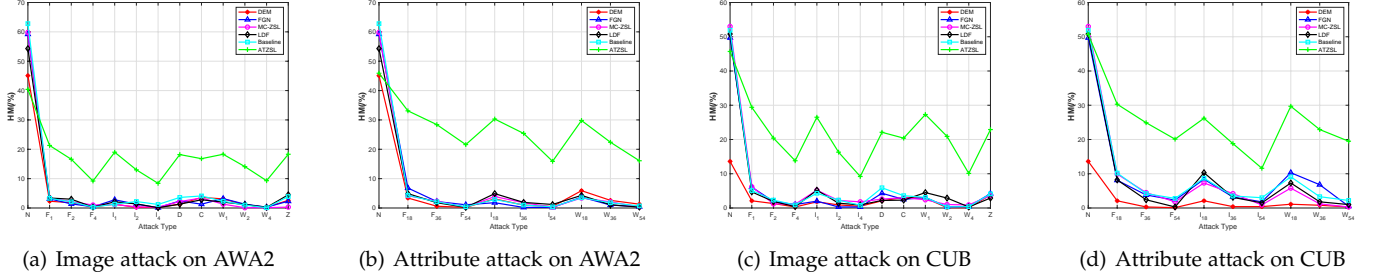 70
60
50
40
30
20
10
0
HM(%)
N F1 F2 F4 I1 I2 I4 D C W1 W2 W4 Z
Attack Type
DEM
FGN
MC-ZSL
LDF
Baseline
ATZSL
(a) Image attack on AWA2
70
60
50
40
30
20
10
0
HM(%)
N F18 F36 F54 I18 I36 I54 W18 W36 W54
Attack Type
DEM
FGN
MC-ZSL
LDF
Baseline
ATZSL
(b) Attribute attack on AWA2
60
50
40
30
20
10
0
HM(%)
N F1 F2 F4 I1 I2 I4 D C W1 W2 W4 Z
Attack Type
DEM
FGN
MC-ZSL
LDF
Baseline
ATZSL
(c) Image attack on CUB
60
50
40
30
20
10
0
HM(%)
N F18 F36 F54 I18 I36 I54 W18 W36 W54
Attack Type
DEM
FGN
MC-ZSL
LDF
Baseline
ATZSL
(d) Attribute attack on CUB